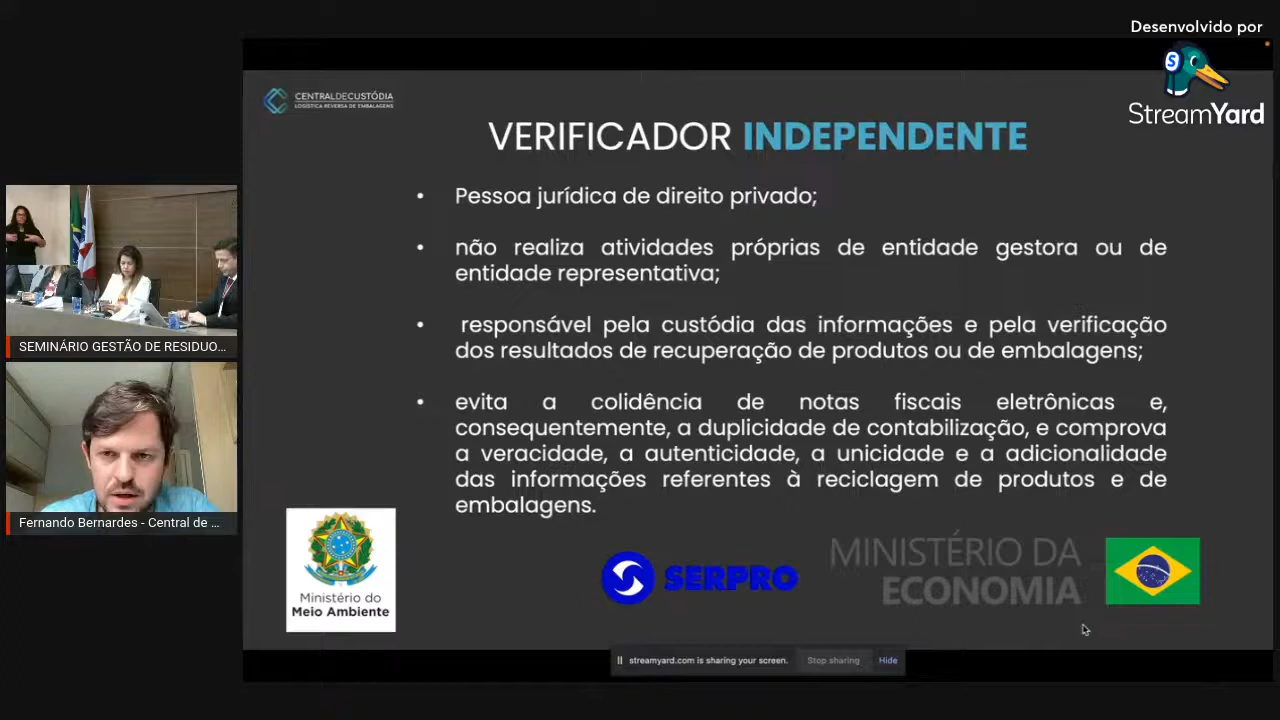 Desenvolvido por
StreamYard
CENTRALDECUSTÓDIA
LOGÍSTICA REVERSA DE EMBALAGENS
VERIFICADOR INDEPENDENTE
• Pessoa jurídica de direito privado;
• não realiza atividades próprias de entidade gestora ou de
entidade representativa;
• responsável pela custódia das informações e pela verificação
dos resultados de recuperação de produtos ou de embalagens;
• evita a colidência de notas fiscais eletrônicas e,
consequentemente, a duplicidade de contabilização, e comprova
a veracidade, a autenticidade, a unicidade e a adicionalidade
das informações referentes à reciclagem de produtos e de
embalagens.
SEMINÁRIO GESTÃO DE RESIDUO...
Fernando Bernardes - Central de ...
Ministério do
Meio Ambiente
SERPRO
MINISTÉRIO DA
ECONOMIA
streamyard.com is sharing your screen.
Stop sharing
Hide